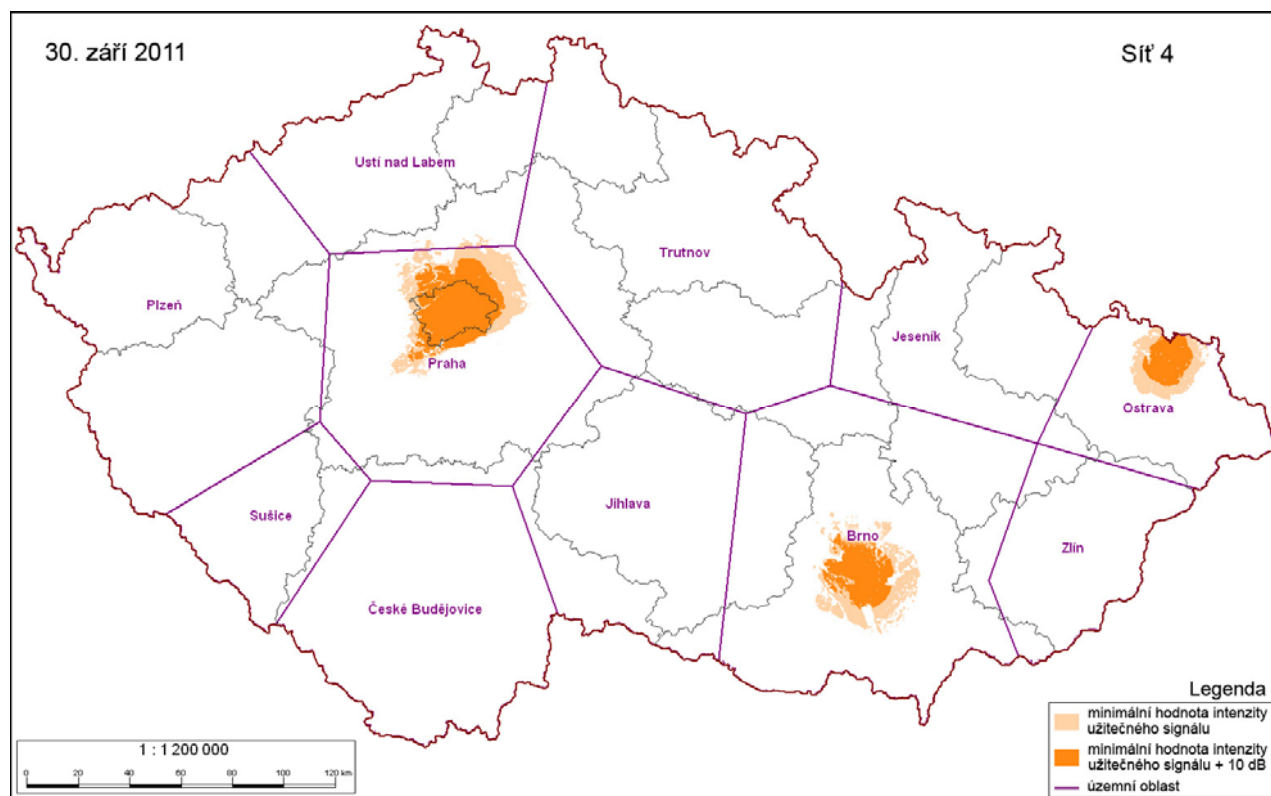 30. září 2011
Síť 4
Ustí nad Labem
Trutnov
Plzeň
Jeseník
Praha
Ostrava
Sušice
Jihlava
Brno
Zlín
České Budějovice
Legenda
minimální hodnota intenzity
užitečného signálu
minimální hodnota intenzity
užitečného signálu + 10 dB
územní oblast
1 : 1 200 000
0 20 40 60 80 100 120 km